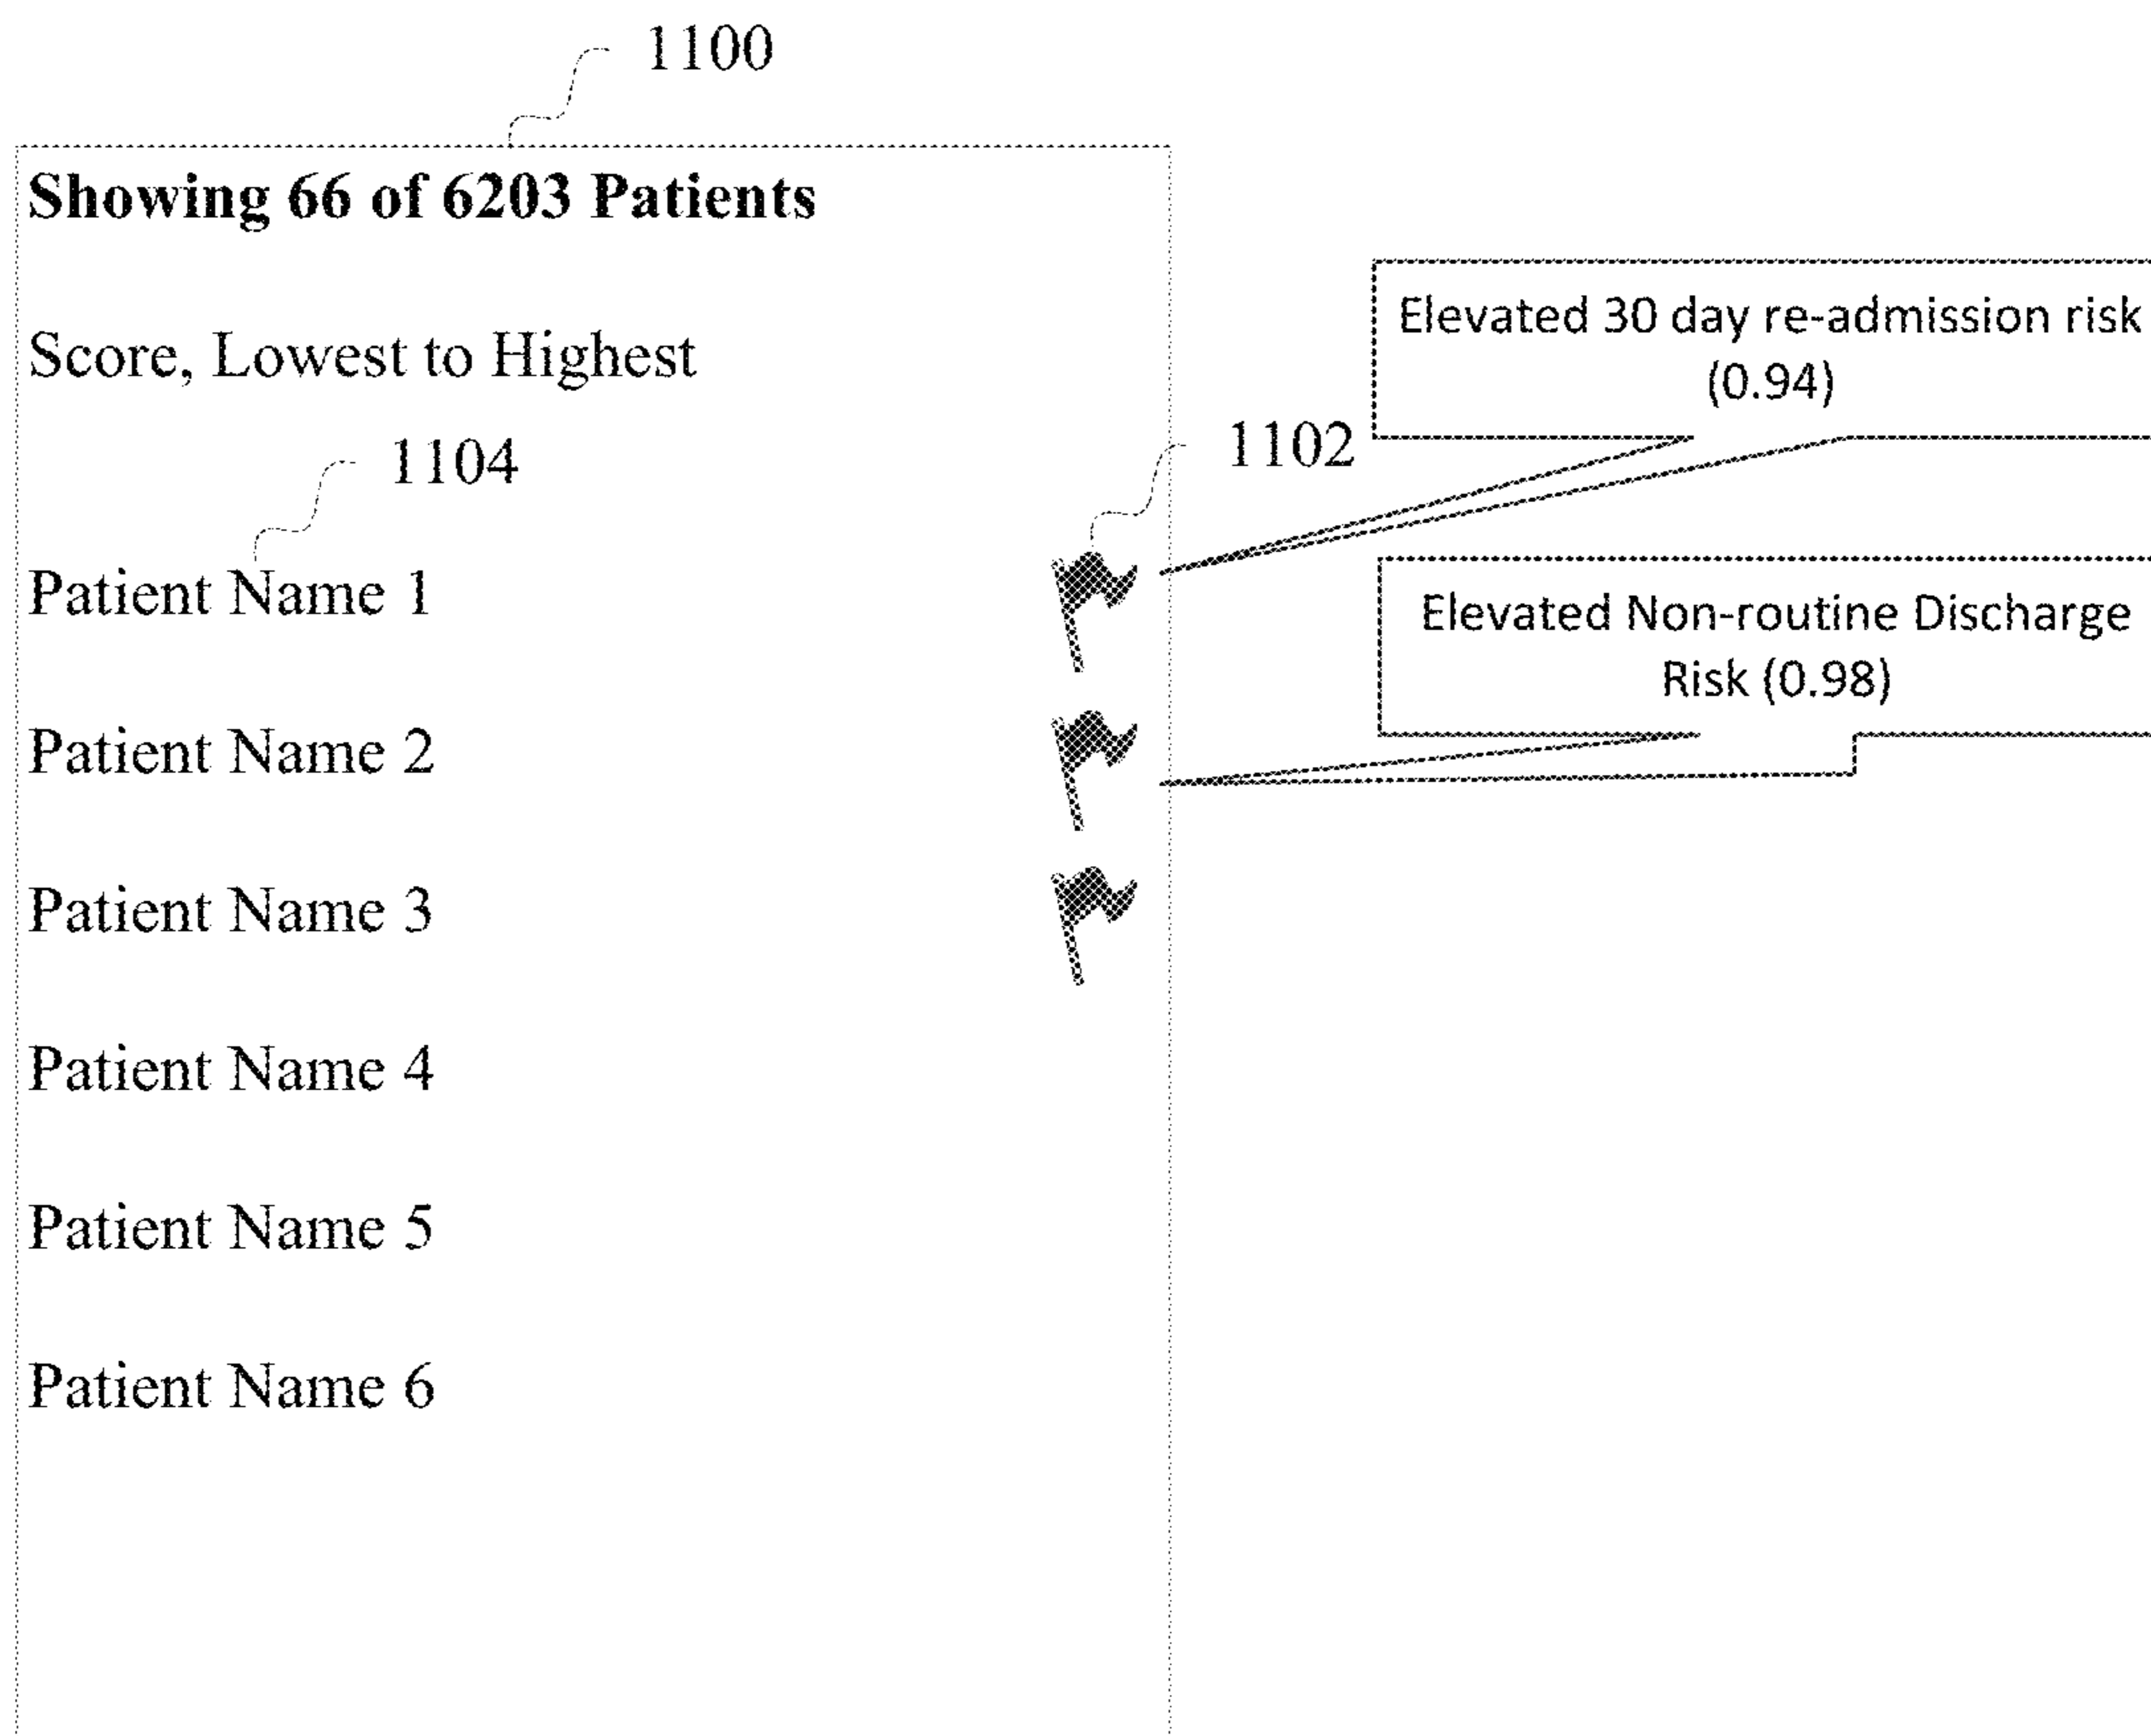 1100
Showing 66 of 6203 Patients
Score, Lowest to Highest
Elevated 30 day re-admission risk
(0.94)
1104
1102
Patient Name 1
Elevated Non-routine Discharge
Risk (0.98)
Patient Name 2
Patient Name 3
Patient Name 4
Patient Name 5
Patient Name 6